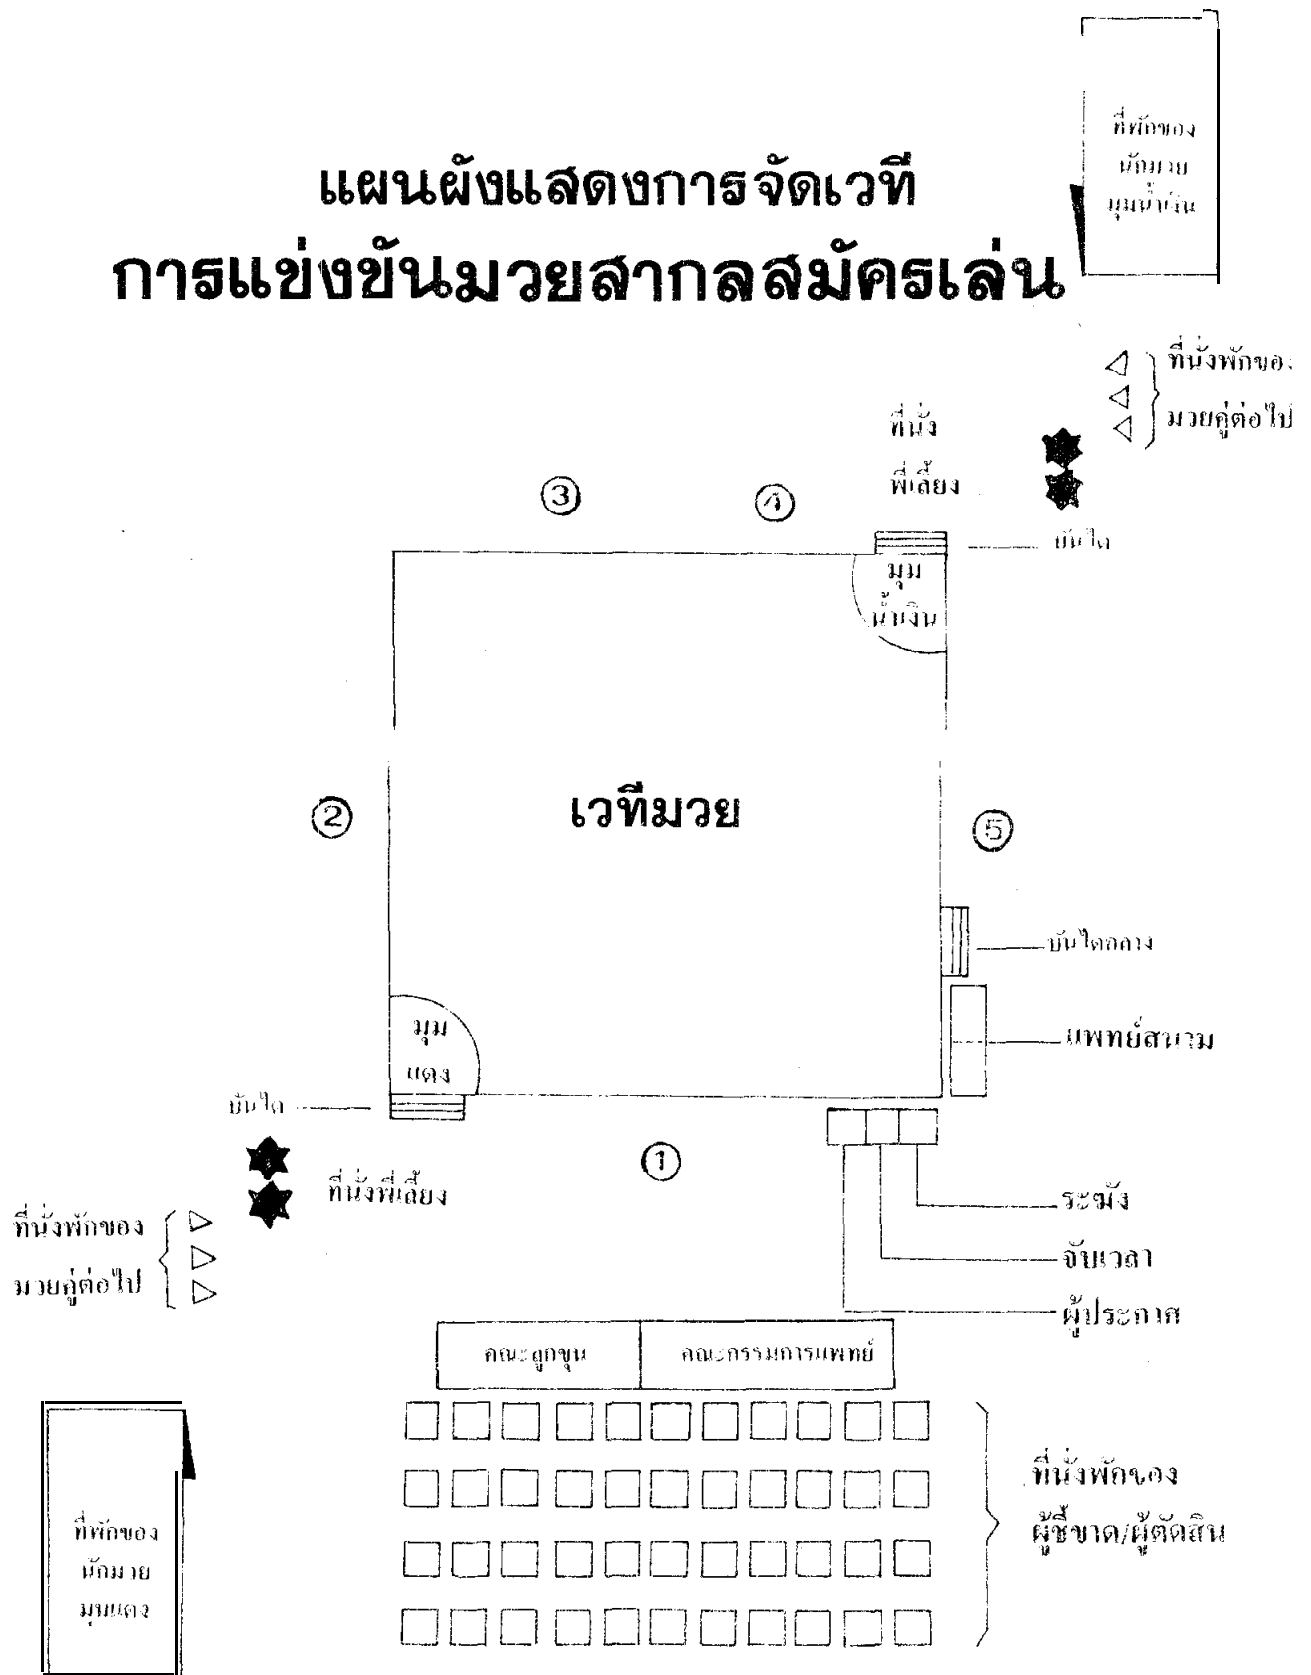 ที่พักของ
นักมวย
มุมน้ำเงิน
แผนผังแสดงการจัดเวที
การแข่งขันมวยสากลสมัครเล่น
ที่นั่งพักของ
มวยคู่ต่อไป
ที่นั่ง
พี่เลี้ยง
③
④
บันได
มุม
น้ำเงิน
②
เวทีมวย
⑤
บันไดกลาง
แพทย์สนาม
มุม
แดง
บันได
①
ที่นั่งพี่เลี้ยง
ที่นั่งพักของ
มวยคู่ต่อไป
ระฆัง
จับเวลา
ผู้ประกาศ
คณะลูกขุน
คณะกรรมการแพทย์
ที่นั่งพักของ
ผู้ชี้ขาด/ผู้ตัดสิน
ที่พักของ
นักมวย
มุมแดง